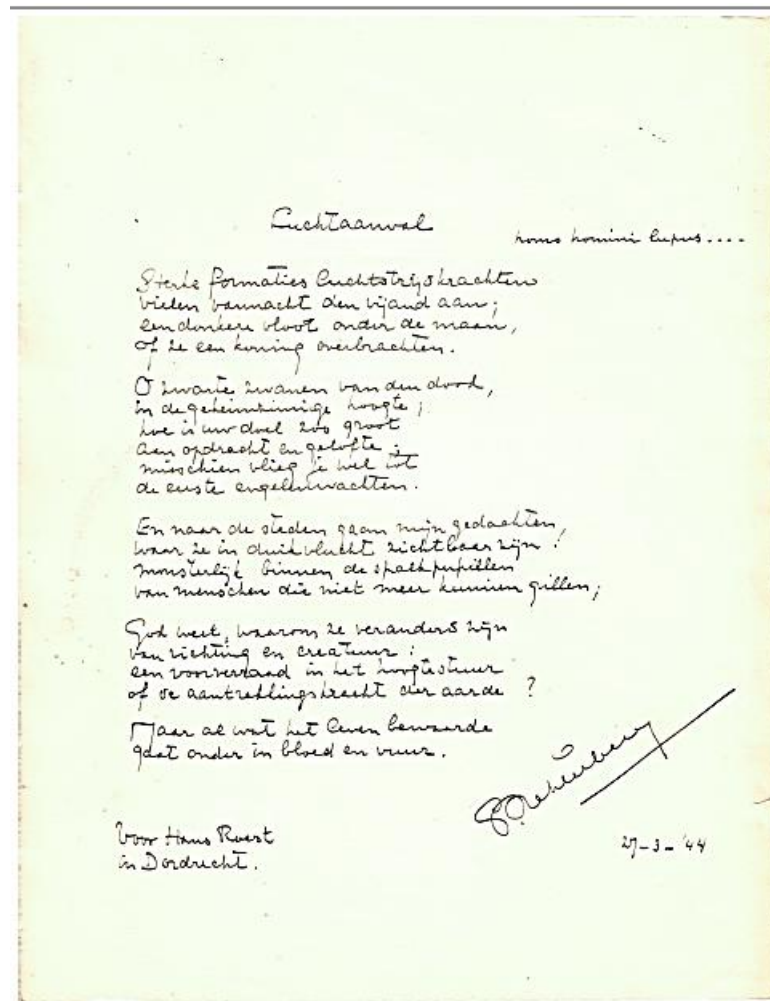 Luchtaanval
homo homini lupus....
Sterke formaties luchtstrijdkrachten
vielen vannacht den vijand aan;
een donkere vloot onder de maan,
of ze een koning overbrachten.
O zwarte zwanen van den dood,
in de geheimzinnige hoogte;
hoe is uw doel zoo groot
aan opdracht en gelofte;
misschien vlieg je wel tot
de eerste engelenwachten.
En naar de steden gaan mijn gedachten,
waar ze in duikvlucht zichtbaar zijn:
monsterlijk binnen de spalkpupillen
van menschen die niet meer kunnen gillen;
God weet, waarom ze veranderd zijn
van richting en creatuur:
een voorverraad in het hoogtestuur
of de aantrekkingskracht der aarde?
Maar al wat het leven bewaarde
gaat onder in bloed en vuur.
Achterberg
Voor Hans Roest
in Dordrecht.
27-3-'44